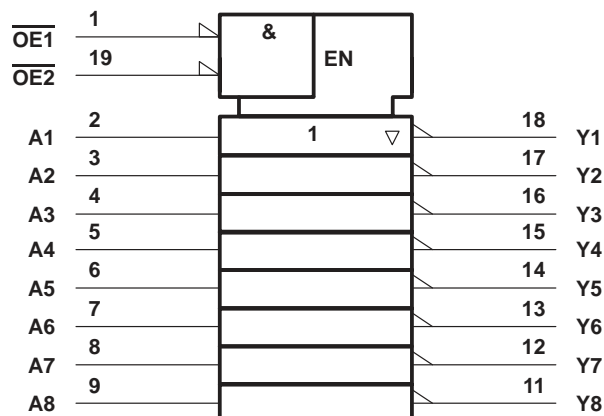 OE1 1 &
OE2 19 EN
A1 2 1 18 Y1
A2 3 17 Y2
A3 4 16 Y3
A4 5 15 Y4
A5 6 14 Y5
A6 7 13 Y6
A7 8 12 Y7
A8 9 11 Y8